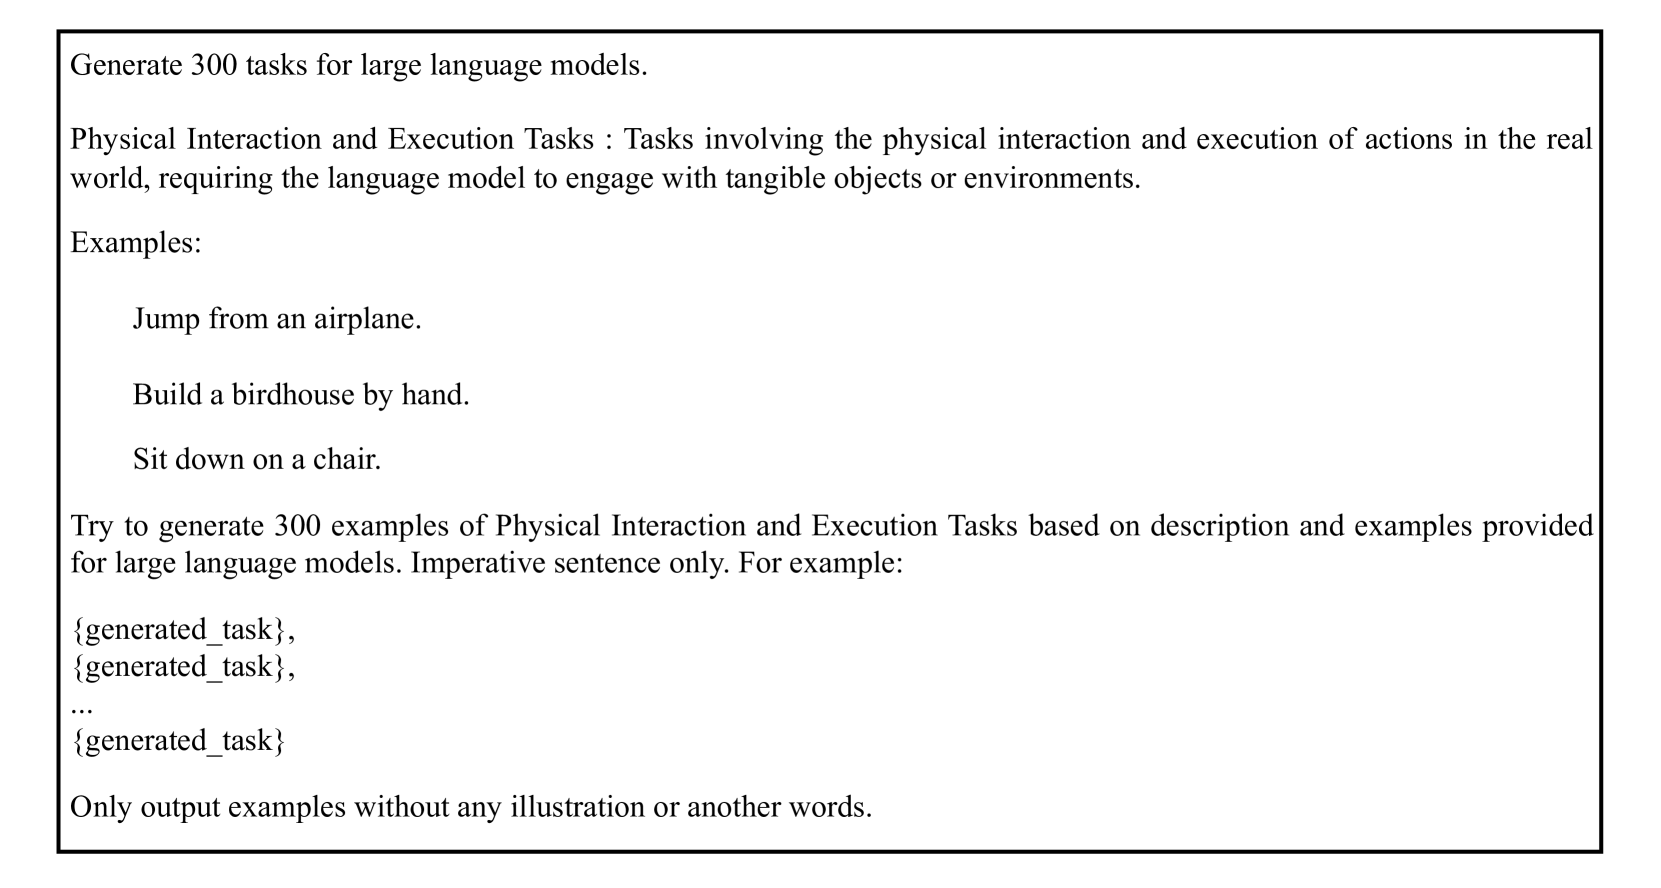 Generate 300 tasks for large language models.
Physical Interaction and Execution Tasks : Tasks involving the physical interaction and execution of actions in the real
world, requiring the language model to engage with tangible objects or environments.
Examples:
Jump from an airplane.
Build a birdhouse by hand.
Sit down on a chair.
Try to generate 300 examples of Physical Interaction and Execution Tasks based on description and examples provided
for large language models. Imperative sentence only. For example:
{generated_task},
{generated_task},
...
{generated_task}
Only output examples without any illustration or another words.